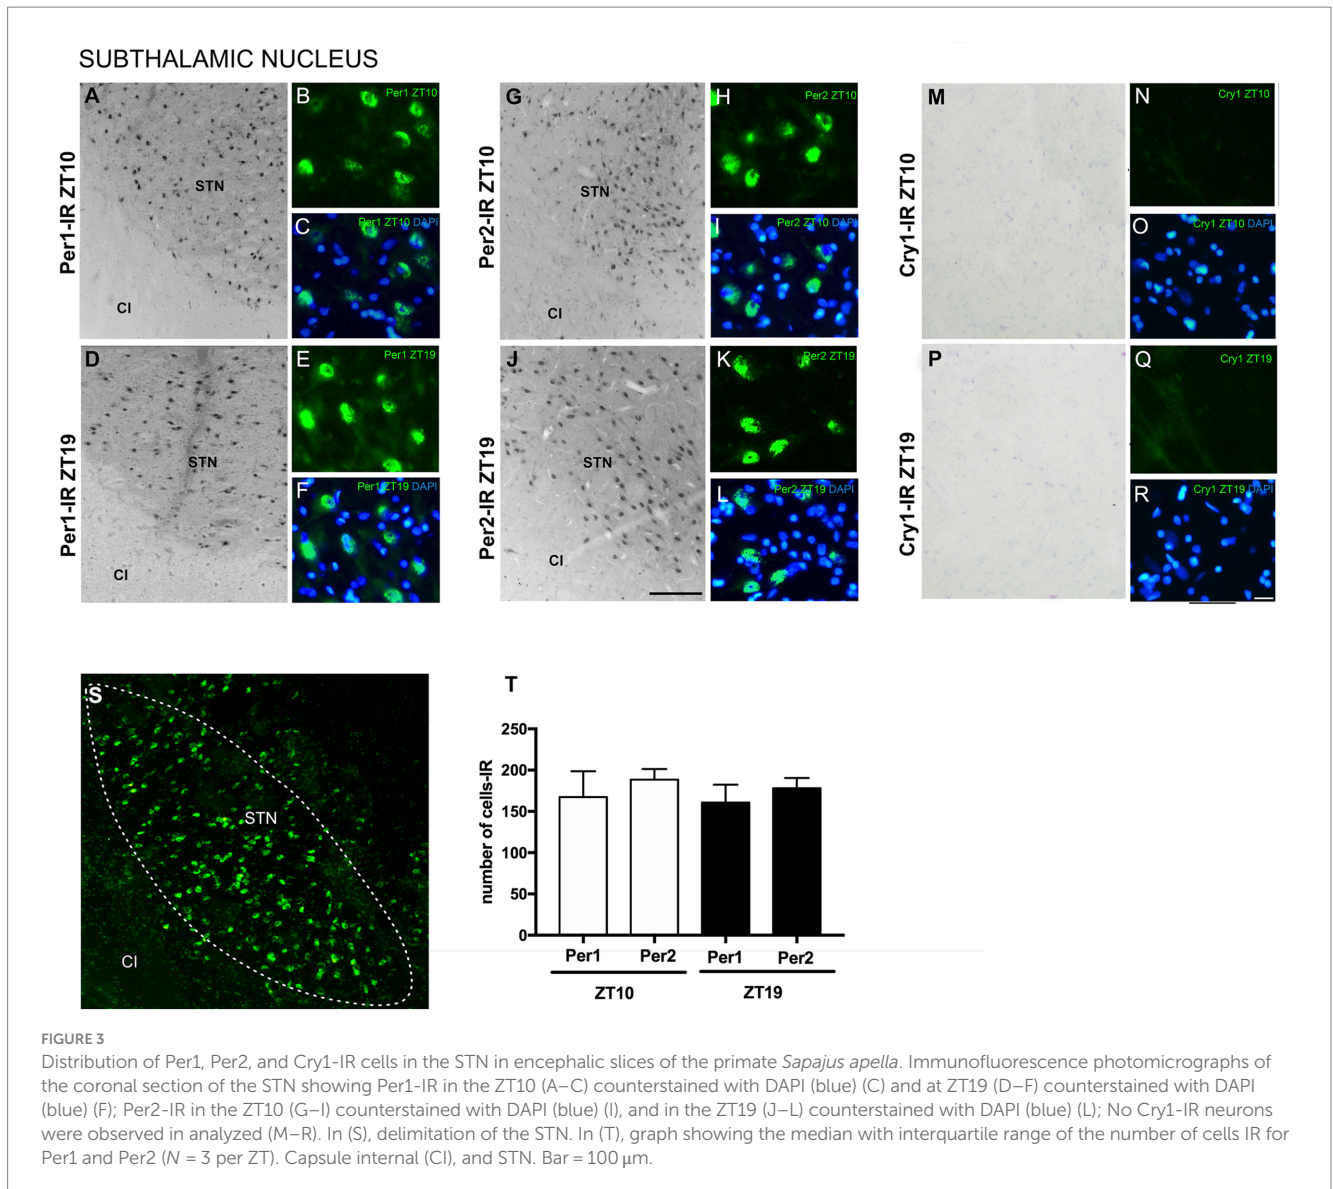 SUBTHALAMIC NUCLEUS
Per1-IR ZT10
A
STN
CI
B
Per1 ZT10
C
Per1 ZT10 DAPI
Per1-IR ZT19
D
STN
CI
E
Per1 ZT19
F
Per1 ZT19 DAPI
Per2-IR ZT10
G
STN
CI
H
Per2 ZT10
I
Per2 ZT10 DAPI
Per2-IR ZT19
J
STN
CI
K
Per2 ZT19
L
Per2 ZT19 DAPI
Cry1-IR ZT10
M
N
Cry1 ZT10
O
Cry1 ZT10 DAPI
Cry1-IR ZT19
P
Q
Cry1 ZT19
R
Cry1 ZT19 DAPI
S
STN
CI
T
number of cells-IR
250
200
150
100
50
0
Per1 Per2 Per1 Per2
ZT10 ZT19
FIGURE 3
Distribution of Per1, Per2, and Cry1-IR cells in the STN in encephalic slices of the primate Sapajus apella. Immunofluorescence photomicrographs of
the coronal section of the STN showing Per1-IR in the ZT10 (A–C) counterstained with DAPI (blue) (C) and at ZT19 (D–F) counterstained with DAPI
(blue) (F); Per2-IR in the ZT10 (G–I) counterstained with DAPI (blue) (I), and in the ZT19 (J–L) counterstained with DAPI (blue) (L); No Cry1-IR neurons
were observed in analyzed (M–R). In (S), delimitation of the STN. In (T), graph showing the median with interquartile range of the number of cells IR for
Per1 and Per2 (N = 3 per ZT). Capsule internal (CI), and STN. Bar = 100 μm.